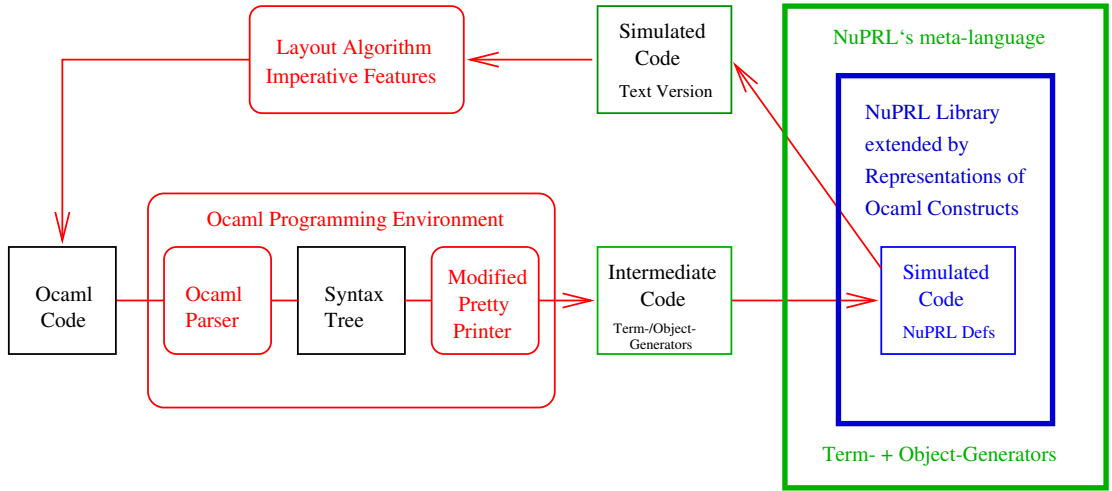 Layout Algorithm
Imperative Features
Simulated
Code
Text Version
NuPRL‘s meta-language
NuPRL Library
extended by
Representations of
Ocaml Constructs
Ocaml Programming Environment
Ocaml
Code
Ocaml
Parser
Syntax
Tree
Modified
Pretty
Printer
Intermediate
Code
Term-/Object-
Generators
Simulated
Code
NuPRL Defs
Term- + Object-Generators